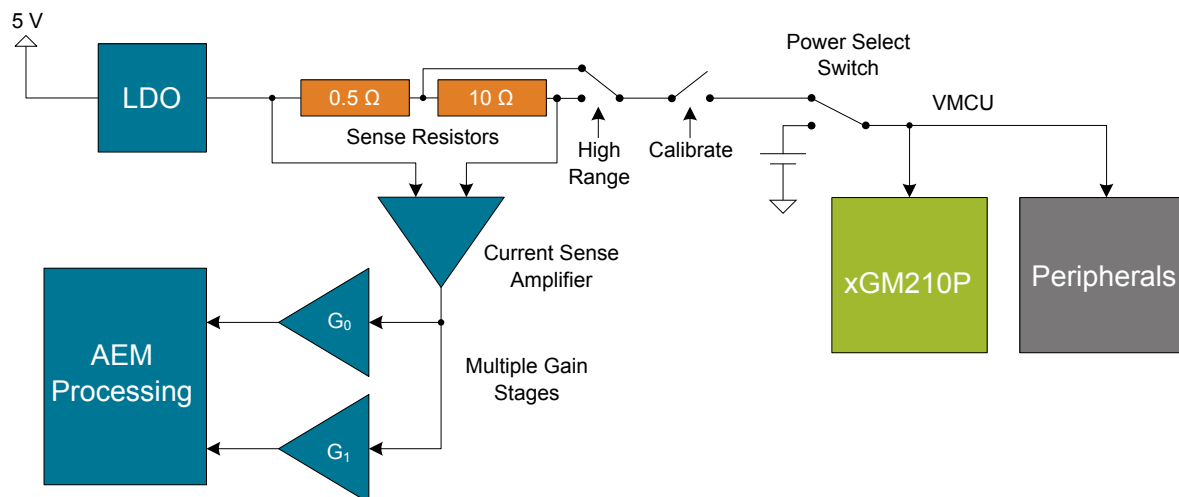 5 V
LDO
0.5 Ω
10 Ω
Sense Resistors
High
Range
Calibrate
Power Select
Switch
VMCU
Current Sense
Amplifier
xGM210P
Peripherals
AEM
Processing
G0
G1
Multiple Gain
Stages